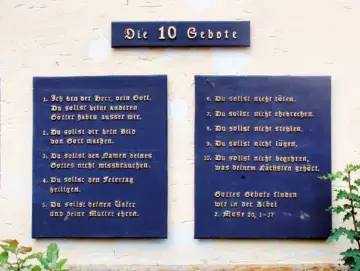 Die 10 Gebote
1. Ich bin der Herr, dein Gott.
Du sollst keine anderen
Götter haben ausser mir.
2. Du sollst dir kein Bild
von Gott machen.
3. Du sollst den Namen deines
Gottes nicht missbrauchen.
4. Du sollst den Feiertag
heiligen.
5. Du sollst deinen Vater
und deine Mutter ehren.
6. Du sollst nicht töten.
7. Du sollst nicht ehebrechen.
8. Du sollst nicht stehlen.
9. Du sollst nicht lügen.
10. Du sollst nicht begehren,
was deinem Nächsten gehört.
Gottes Gebote finden
wir in der Bibel
2. Mose 20, 1-17